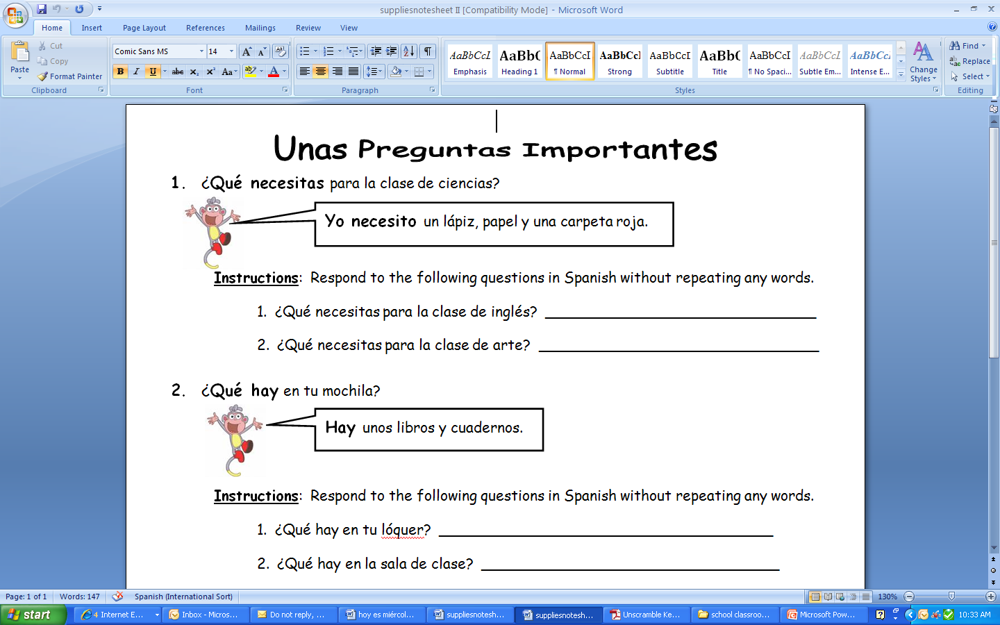 suppliesnotesheet II [Compatibility Mode] - Microsoft Word
Home Insert Page Layout References Mailings Review View
Paste
Cut
Copy
Format Painter
Clipboard
Comic Sans MS 14
B I U abc x₂ x² Aa ab A
Font
Paragraph
AaBbCcI AaBbC AaBbCcI AaBbCcI AaBbCcI AaBbC AaBbCcI AaBbCcI AaBbCcI
Emphasis Heading 1 ¶ Normal Strong Subtitle Title ¶ No Spaci... Subtle Em... Intense E...
Change Styles
Styles
Find
Replace
Select
Editing
Unas Preguntas Importantes
1. ¿Qué necesitas para la clase de ciencias?
Yo necesito un lápiz, papel y una carpeta roja.
Instructions: Respond to the following questions in Spanish without repeating any words.
1. ¿Qué necesitas para la clase de inglés?
2. ¿Qué necesitas para la clase de arte?
2. ¿Qué hay en tu mochila?
Hay unos libros y cuadernos.
Instructions: Respond to the following questions in Spanish without repeating any words.
1. ¿Qué hay en tu lóquer?
2. ¿Qué hay en la sala de clase?
Page: 1 of 1 Words: 147 Spanish (International Sort) 130%
start 4 Internet E... Inbox - Micros... Do not reply, ... hoy es miércol... suppliesnotesh... suppliesnotesh... Unscramble Ke... school classroo... Microsoft Pow... 10:33 AM